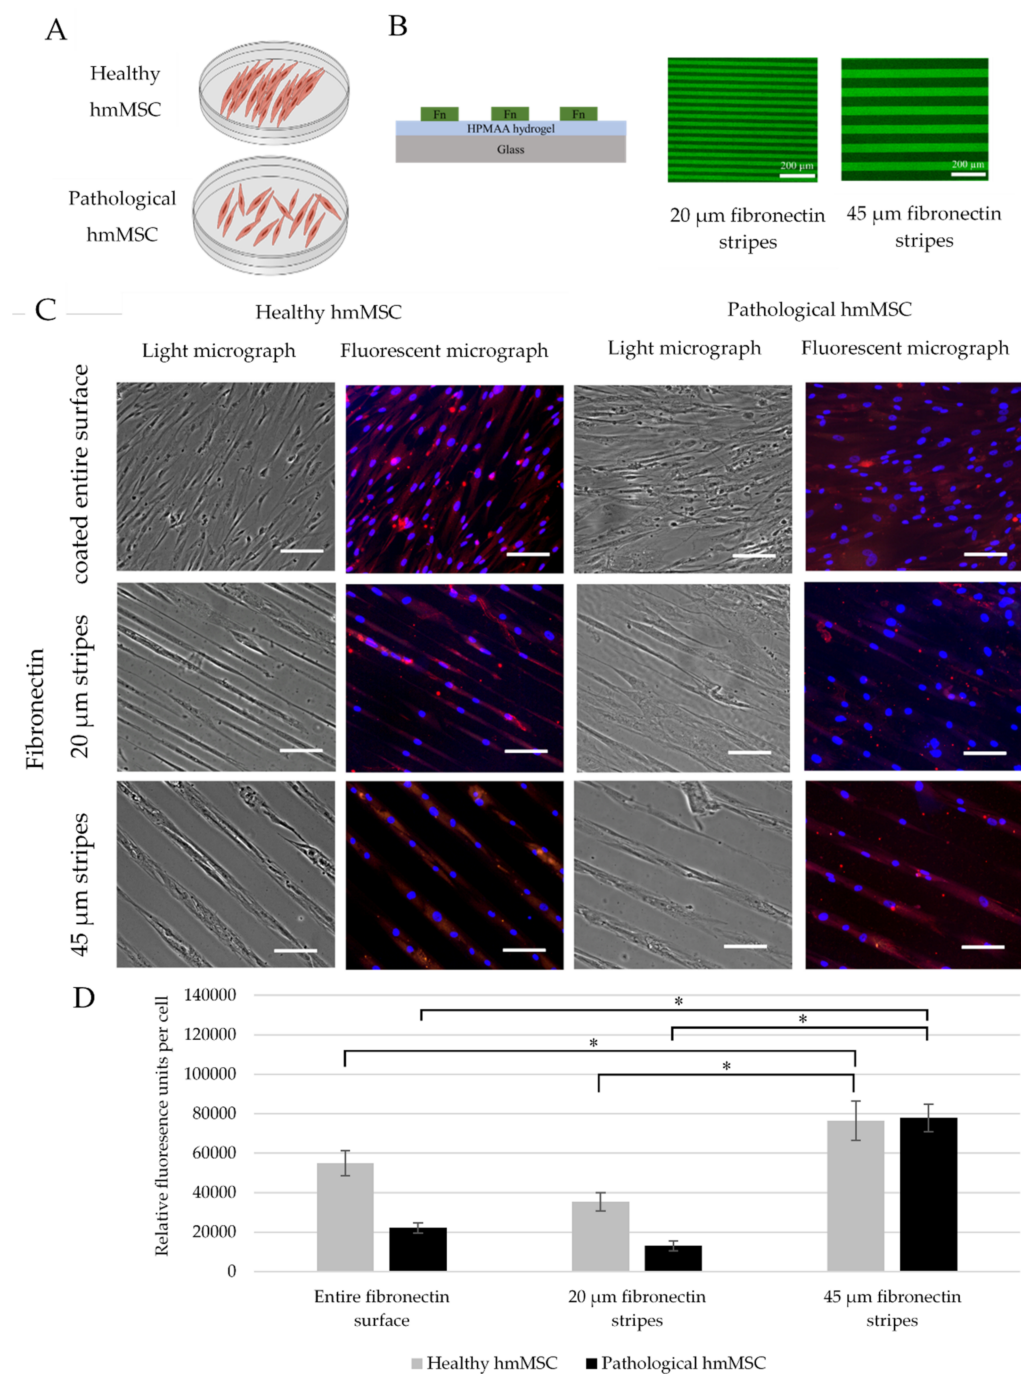 A
Healthy
hmMSC
Pathological
hmMSC
B
Fn
Fn
Fn
HPMAA hydrogel
Glass
200 µm
200 µm
20 µm fibronectin
stripes
45 µm fibronectin
stripes
C
Healthy hmMSC
Pathological hmMSC
Light micrograph
Fluorescent micrograph
Light micrograph
Fluorescent micrograph
Fibronectin
coated entire surface
20 µm stripes
45 µm stripes
D
Relative fluoresence units per cell
140000
120000
100000
80000
60000
40000
20000
0
*
*
*
*
Entire fibronectin
surface
20 µm fibronectin
stripes
45 µm fibronectin
stripes
Healthy hmMSC
Pathological hmMSC